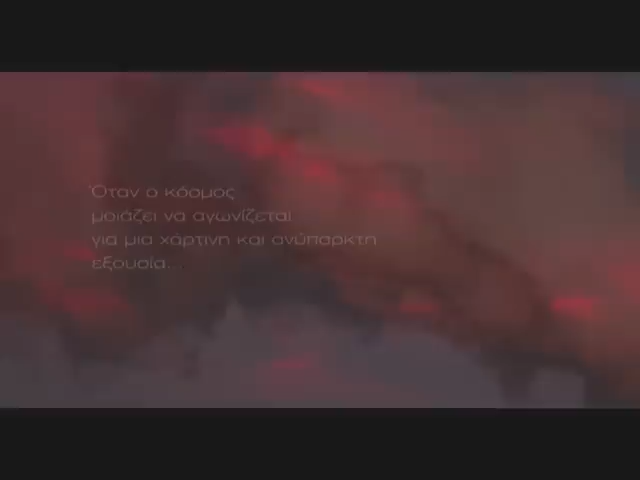 Όταν ο κόσμος
μοιάζει να αγωνίζεται
για μια χάρτινη και ανύπαρκτη
εξουσία...